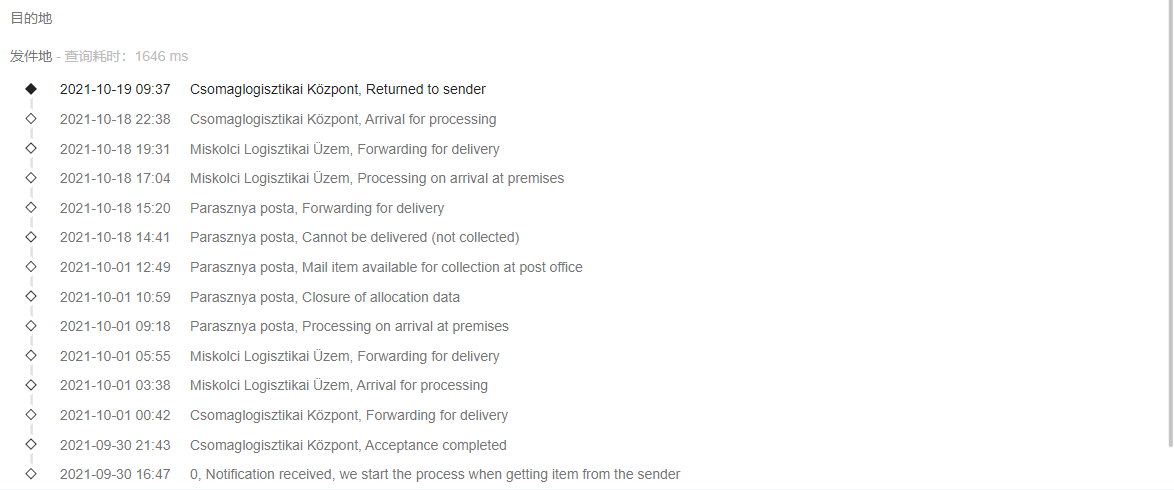 目的地
发件地 - 查询耗时：1646 ms
2021-10-19 09:37 Csomaglogisztikai Központ, Returned to sender
2021-10-18 22:38 Csomaglogisztikai Központ, Arrival for processing
2021-10-18 19:31 Miskolci Logisztikai Üzem, Forwarding for delivery
2021-10-18 17:04 Miskolci Logisztikai Üzem, Processing on arrival at premises
2021-10-18 15:20 Parasznya posta, Forwarding for delivery
2021-10-18 14:41 Parasznya posta, Cannot be delivered (not collected)
2021-10-01 12:49 Parasznya posta, Mail item available for collection at post office
2021-10-01 10:59 Parasznya posta, Closure of allocation data
2021-10-01 09:18 Parasznya posta, Processing on arrival at premises
2021-10-01 05:55 Miskolci Logisztikai Üzem, Forwarding for delivery
2021-10-01 03:38 Miskolci Logisztikai Üzem, Arrival for processing
2021-10-01 00:42 Csomaglogisztikai Központ, Forwarding for delivery
2021-09-30 21:43 Csomaglogisztikai Központ, Acceptance completed
2021-09-30 16:47 0, Notification received, we start the process when getting item from the sender